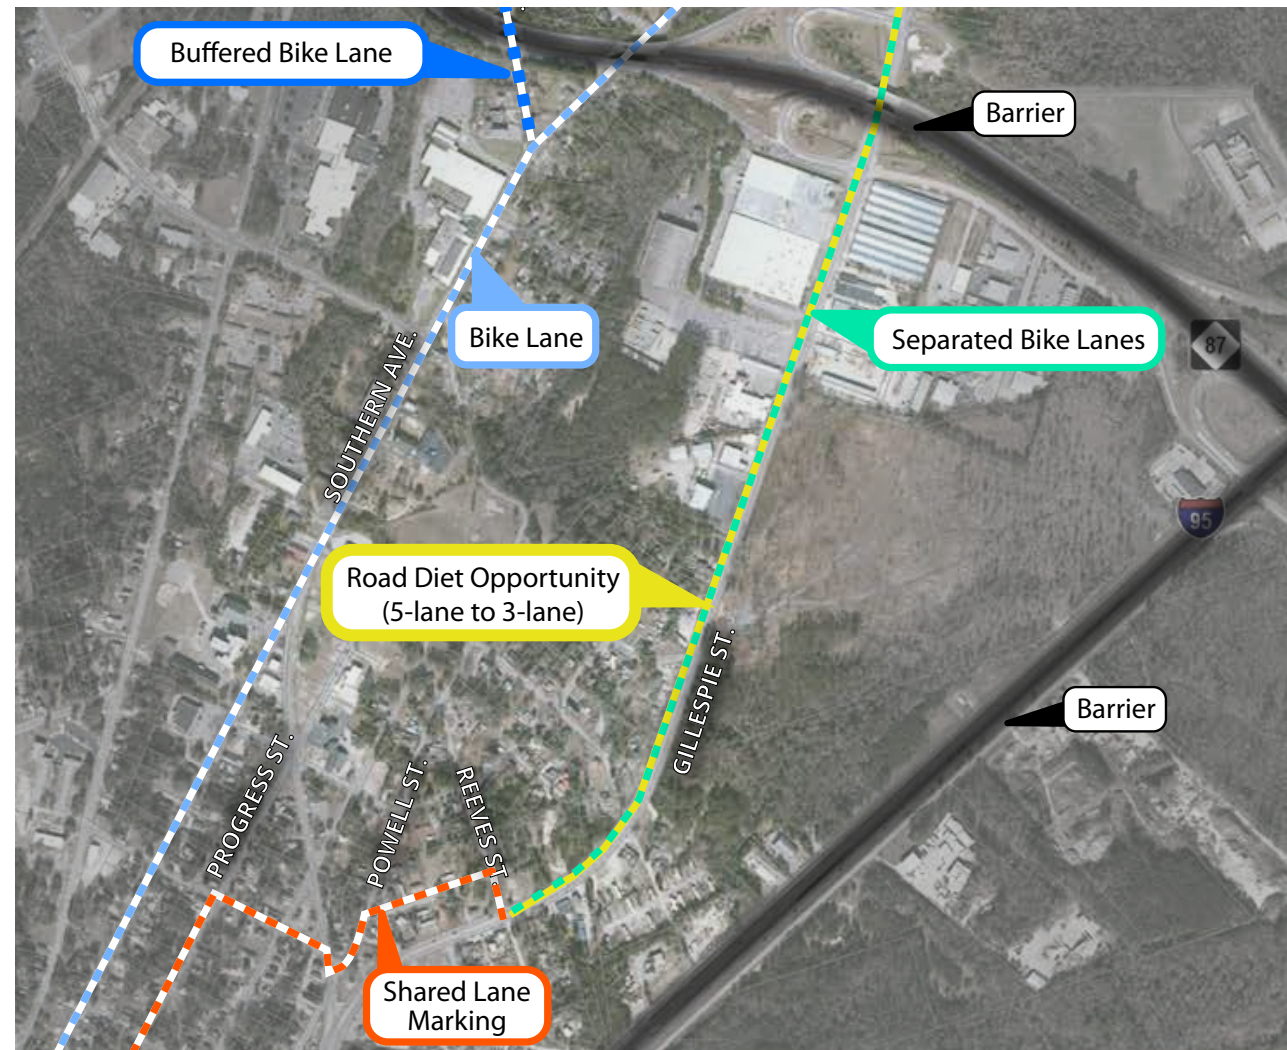 Buffered Bike Lane
Barrier
87
Bike Lane
Separated Bike Lanes
SOUTHERN AVE.
95
Road Diet Opportunity
(5-lane to 3-lane)
GILLESPIE ST.
Barrier
PROGRESS ST.
POWELL ST.
REEVES ST.
Shared Lane
Marking